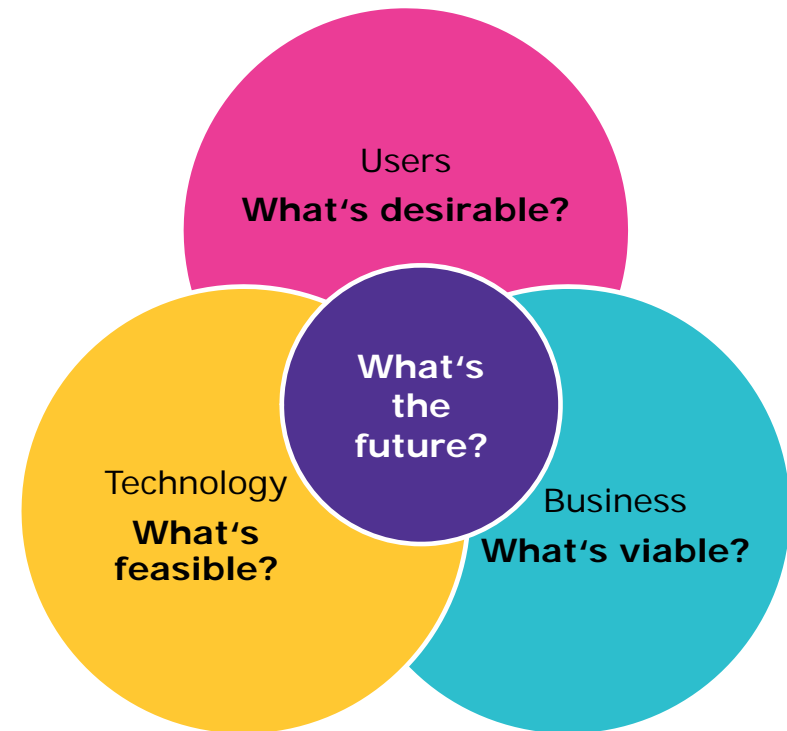 Users
What‘s desirable?
What‘s
the
future?
Technology
What‘s
feasible?
Business
What‘s viable?